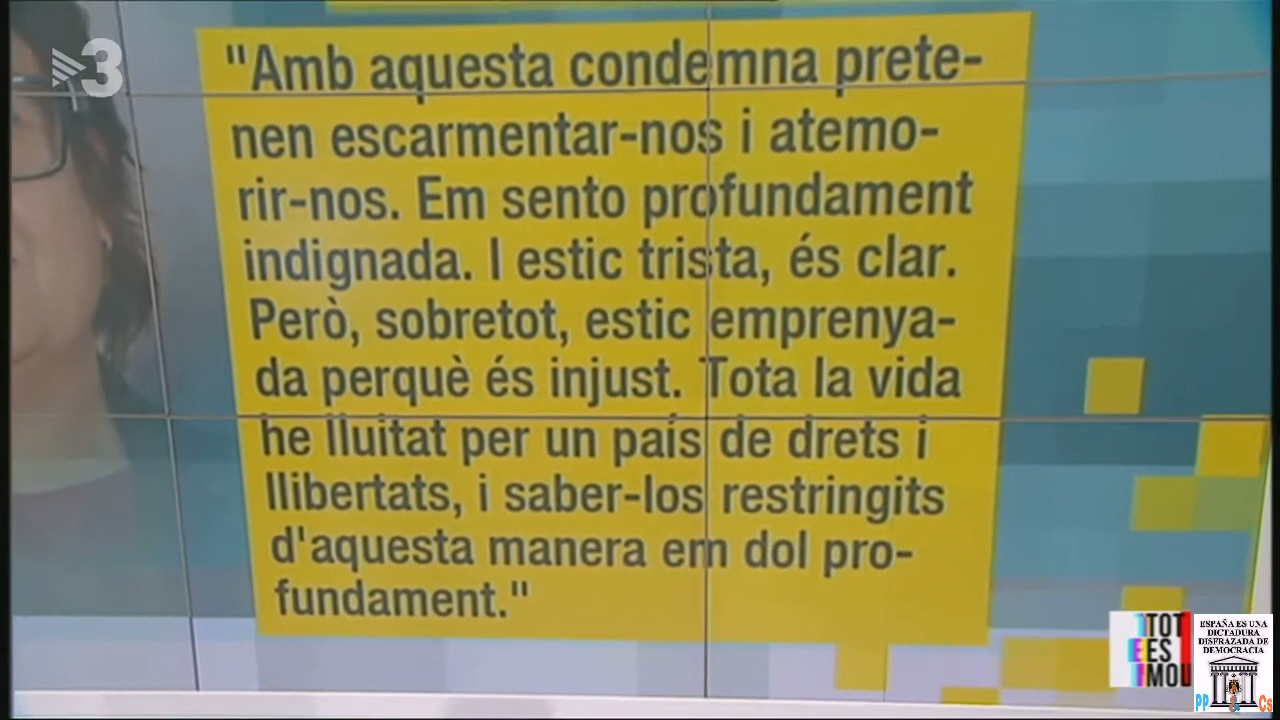 3
"Amb aquesta condemna prete-
nen escarmentar-nos i atemo-
rir-nos. Em sento profundament
indignada. I estic trista, és clar.
Però, sobretot, estic emprenya-
da perquè és injust. Tota la vida
he lluitat per un país de drets i
llibertats, i saber-los restringits
d'aquesta manera em dol pro-
fundament."
TOT
ES
MOU
ESPAÑA ES UNA
DICTADURA
DISFRAZADA DE
DEMOCRACIA
PP
Cs